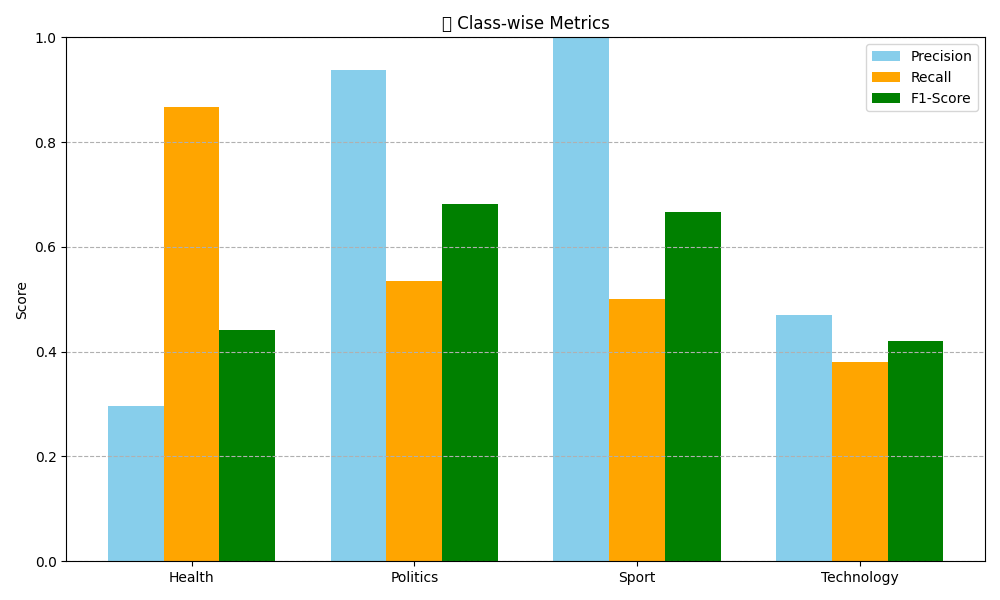 Class-wise Metrics
Precision
Recall
F1-Score
Score
1.0
0.8
0.6
0.4
0.2
0.0
Health Politics Sport Technology